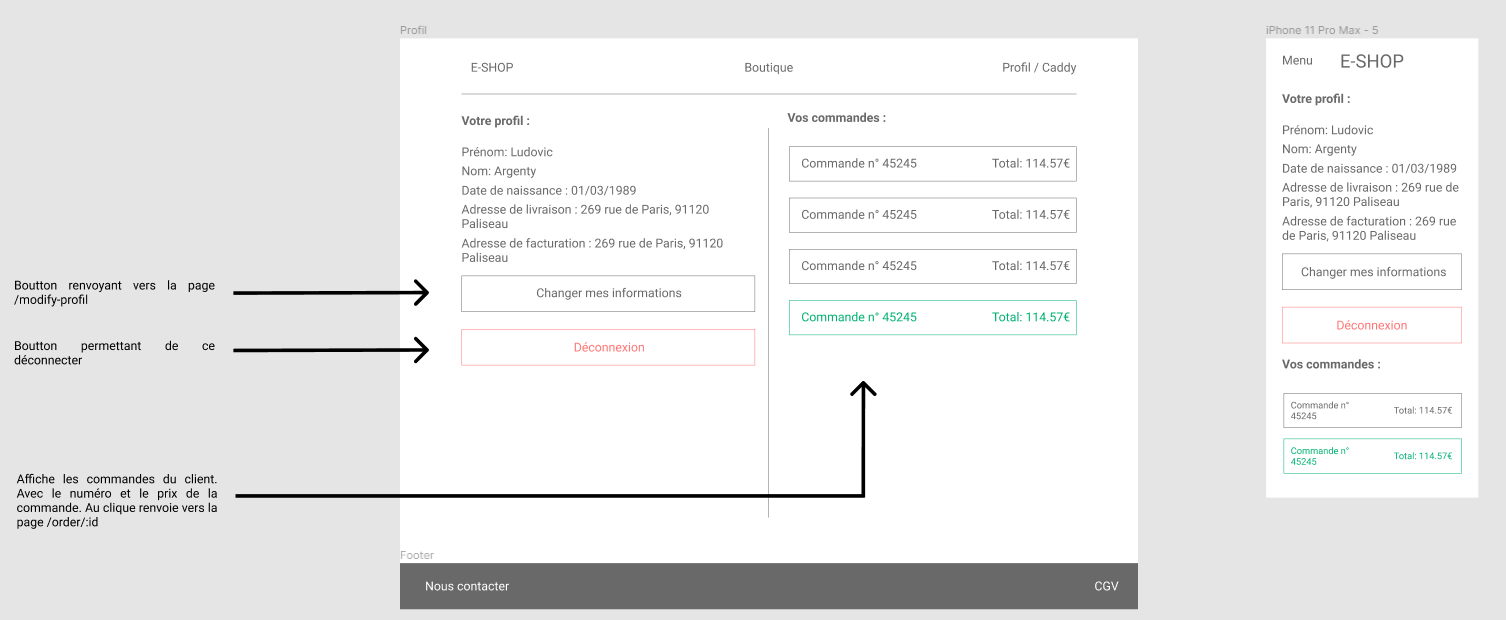 Profil
E-SHOP
Boutique
Profil / Caddy
Votre profil :
Prénom: Ludovic
Nom: Argenty
Date de naissance : 01/03/1989
Adresse de livraison : 269 rue de Paris, 91120
Paliseau
Adresse de facturation : 269 rue de Paris, 91120
Paliseau
Changer mes informations
Déconnexion
Vos commandes :
Commande n° 45245
Total: 114.57€
Commande n° 45245
Total: 114.57€
Commande n° 45245
Total: 114.57€
Commande n° 45245
Total: 114.57€
Boutton renvoyant vers la page
/modify-profil
Boutton permettant de ce
déconnecter
Affiche les commandes du client.
Avec le numéro et le prix de la
commande. Au clique renvoie vers la
page /order/:id
Footer
Nous contacter
CGV
iPhone 11 Pro Max - 5
Menu
E-SHOP
Votre profil :
Prénom: Ludovic
Nom: Argenty
Date de naissance : 01/03/1989
Adresse de livraison : 269 rue de
Paris, 91120 Paliseau
Adresse de facturation : 269 rue
de Paris, 91120 Paliseau
Changer mes informations
Déconnexion
Vos commandes :
Commande n°
45245
Total: 114.57€
Commande n°
45245
Total: 114.57€